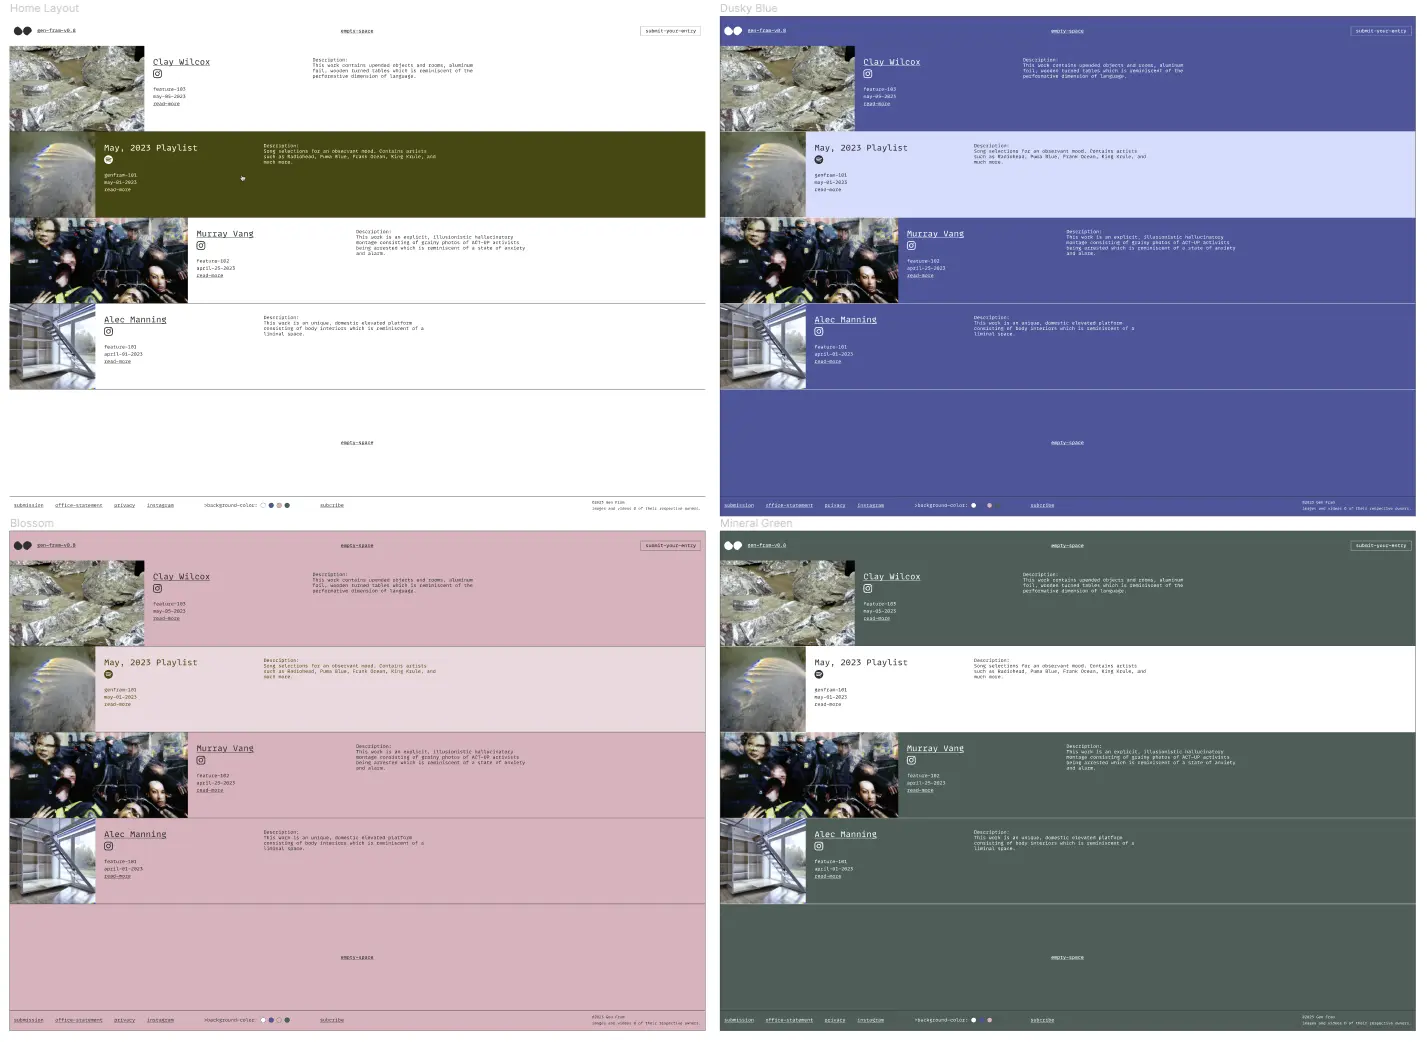 Home Layout
gen-fram-v0.8
empty-space
submit-your-entry
Clay Wilcox
feature-103
may-05-2023
read-more
Description:
This work contains upended objects and rooms, aluminum
foil, wooden turned tables which is reminiscent of the
performative dimension of language.
May, 2023 Playlist
genfram-101
may-01-2023
read-more
Description:
Song selections for an observant mood. Contains artists
such as Radiohead, Puma Blue, Frank Ocean, King Krule, and
much more.
Murray Vang
feature-102
april-25-2023
read-more
Description:
This work is an explicit, illusionistic hallucinatory
montage consisting of grainy photos of ACT-UP activists
being arrested which is reminiscent of a state of anxiety
and alarm.
Alec Manning
feature-101
april-01-2023
read-more
Description:
This work is an unique, domestic elevated platform
consisting of body interiors which is reminiscent of a
liminal space.
empty-space
submission office-statement privacy instagram >background-color: subcribe
©2023 Gen Fram
images and videos © of their respective owners.
Dusky Blue
gen-fram-v0.8
empty-space
submit-your-entry
Clay Wilcox
feature-103
may-05-2023
read-more
Description:
This work contains upended objects and rooms, aluminum
foil, wooden turned tables which is reminiscent of the
performative dimension of language.
May, 2023 Playlist
genfram-101
may-01-2023
read-more
Description:
Song selections for an observant mood. Contains artists
such as Radiohead, Puma Blue, Frank Ocean, King Krule, and
much more.
Murray Vang
feature-102
april-25-2023
read-more
Description:
This work is an explicit, illusionistic hallucinatory
montage consisting of grainy photos of ACT-UP activists
being arrested which is reminiscent of a state of anxiety
and alarm.
Alec Manning
feature-101
april-01-2023
read-more
Description:
This work is an unique, domestic elevated platform
consisting of body interiors which is reminiscent of a
liminal space.
empty-space
submission office-statement privacy instagram >background-color: subcribe
©2023 Gen Fram
images and videos © of their respective owners.
Blossom
gen-fram-v0.8
empty-space
submit-your-entry
Clay Wilcox
feature-103
may-05-2023
read-more
Description:
This work contains upended objects and rooms, aluminum
foil, wooden turned tables which is reminiscent of the
performative dimension of language.
May, 2023 Playlist
genfram-101
may-01-2023
read-more
Description:
Song selections for an observant mood. Contains artists
such as Radiohead, Puma Blue, Frank Ocean, King Krule, and
much more.
Murray Vang
feature-102
april-25-2023
read-more
Description:
This work is an explicit, illusionistic hallucinatory
montage consisting of grainy photos of ACT-UP activists
being arrested which is reminiscent of a state of anxiety
and alarm.
Alec Manning
feature-101
april-01-2023
read-more
Description:
This work is an unique, domestic elevated platform
consisting of body interiors which is reminiscent of a
liminal space.
empty-space
submission office-statement privacy instagram >background-color: subcribe
©2023 Gen Fram
images and videos © of their respective owners.
Mineral Green
gen-fram-v0.8
empty-space
submit-your-entry
Clay Wilcox
feature-103
may-05-2023
read-more
Description:
This work contains upended objects and rooms, aluminum
foil, wooden turned tables which is reminiscent of the
performative dimension of language.
May, 2023 Playlist
genfram-101
may-01-2023
read-more
Description:
Song selections for an observant mood. Contains artists
such as Radiohead, Puma Blue, Frank Ocean, King Krule, and
much more.
Murray Vang
feature-102
april-25-2023
read-more
Description:
This work is an explicit, illusionistic hallucinatory
montage consisting of grainy photos of ACT-UP activists
being arrested which is reminiscent of a state of anxiety
and alarm.
Alec Manning
feature-101
april-01-2023
read-more
Description:
This work is an unique, domestic elevated platform
consisting of body interiors which is reminiscent of a
liminal space.
empty-space
submission office-statement privacy instagram >background-color: subcribe
©2023 Gen Fram
images and videos © of their respective owners.